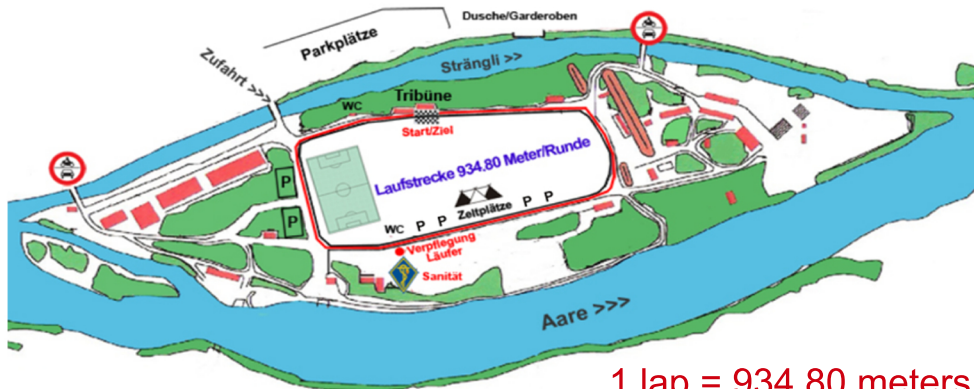 Dusche/Garderoben
Parkplätze
Zufahrt >>>
Strängli >>
WC
Tribüne
Start/Ziel
Laufstrecke 934.80 Meter/Runde
P
P
Zeltplätze
WC
P
P
P
P
Verpflegung
Läufer
Sanität
Aare >>>
1 lap = 934.80 meters